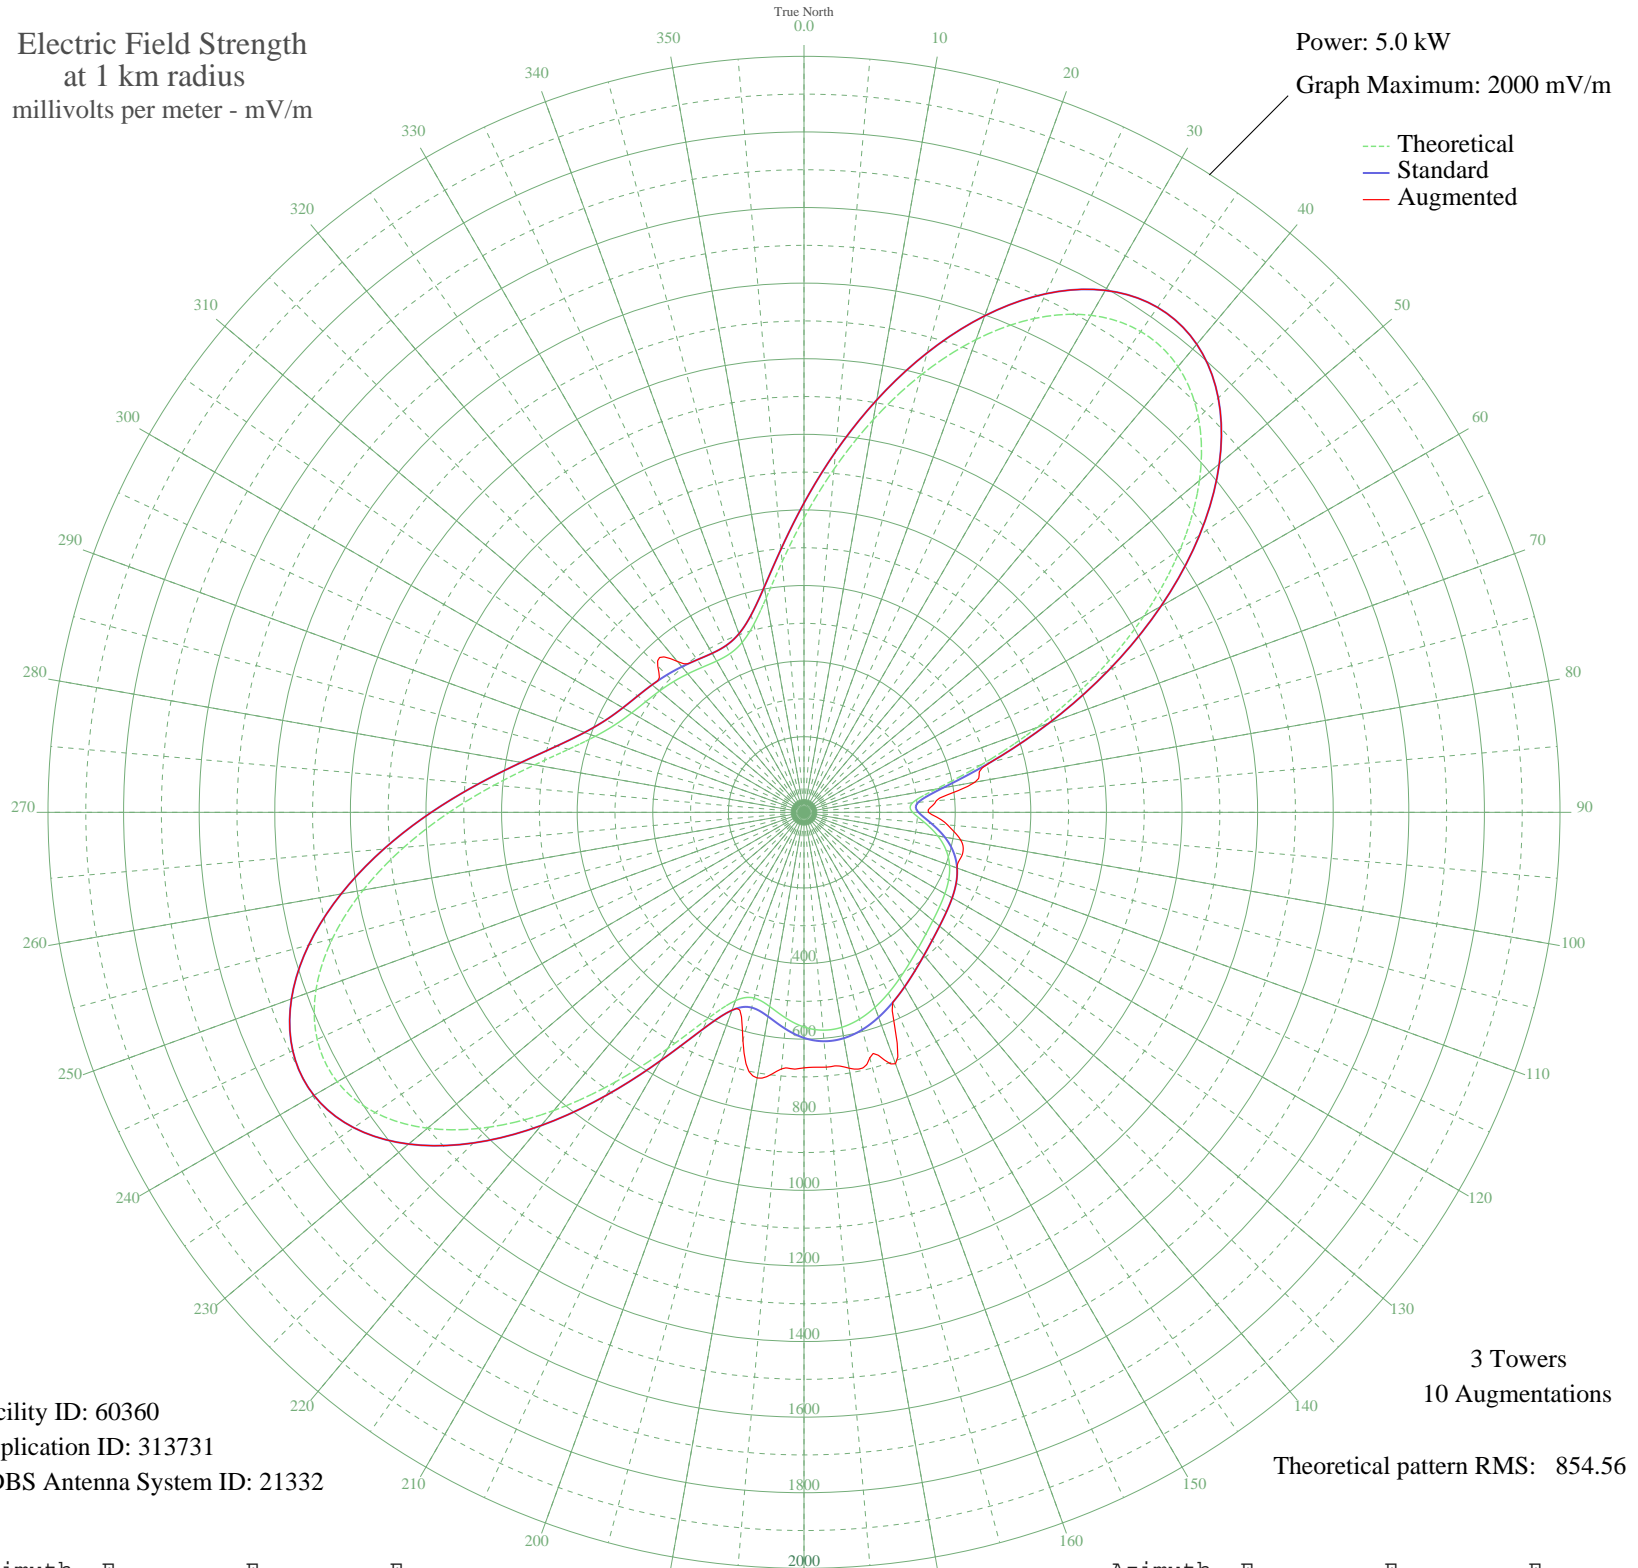 True North
0.0
Electric Field Strength
at 1 km radius
millivolts per meter - mV/m
Power: 5.0 kW
Graph Maximum: 2000 mV/m
Theoretical
Standard
Augmented
350
10
340
20
330
30
320
40
310
50
300
60
290
70
280
80
270
90
260
100
250
110
240
120
230
130
220
140
210
150
200
160
400
600
800
1000
1200
1400
1600
1800
2000
3 Towers
10 Augmentations
cility ID: 60360
plication ID: 313731
DBS Antenna System ID: 21332
Theoretical pattern RMS: 854.56